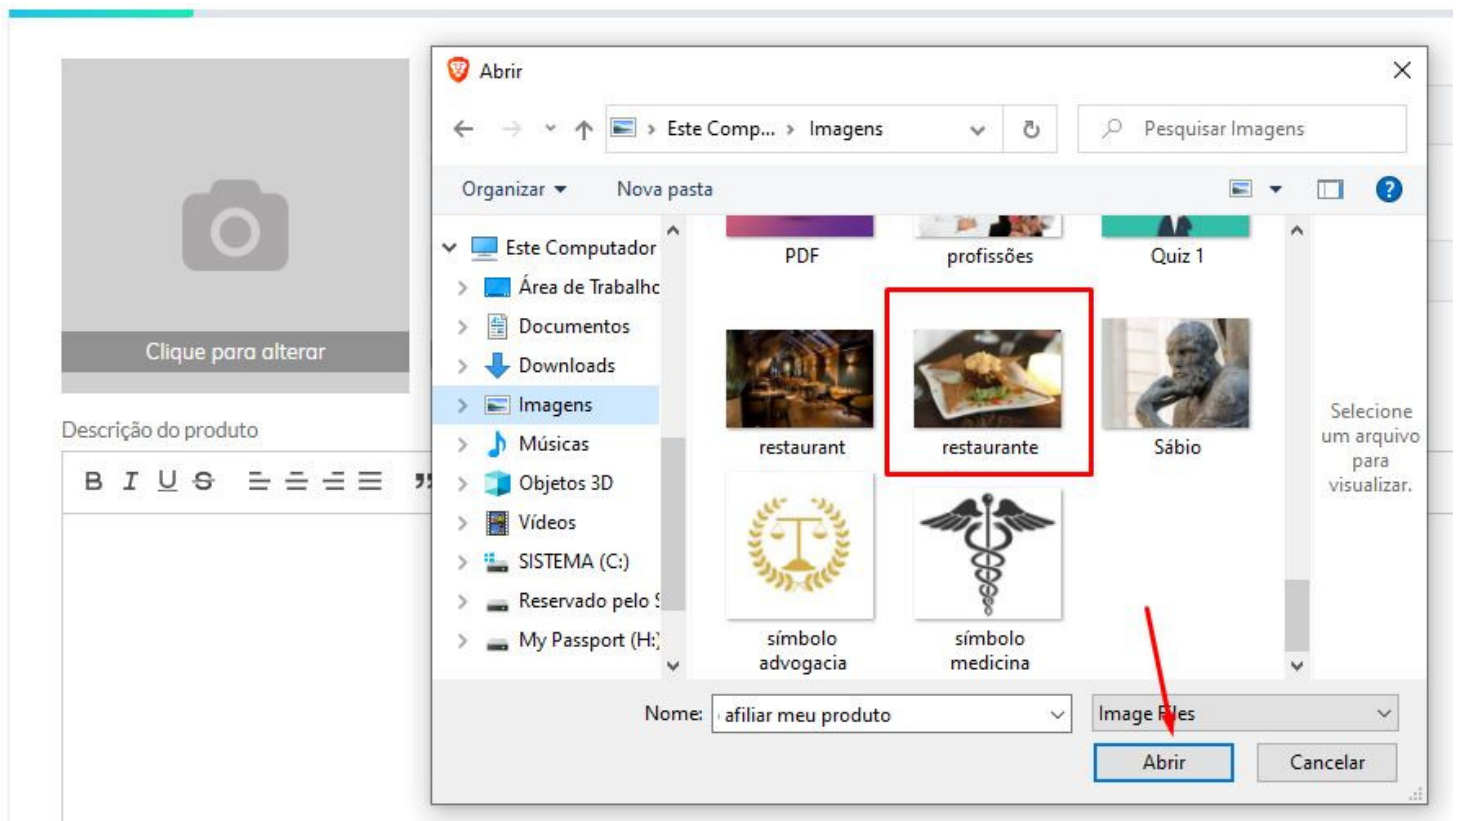 Abrir
Este Comp... > Imagens
Pesquisar Imagens
Organizar
Nova pasta
Este Computador
Área de Trabalhc
Documentos
Downloads
Imagens
Músicas
Objetos 3D
Vídeos
SISTEMA (C:)
Reservado pelo S
My Passport (H:)
PDF
profissões
Quiz 1
restaurant
restaurante
Sábio
símbolo
advogacia
símbolo
medicina
Selecione
um arquivo
para
visualizar.
Nome:
afiliar meu produto
Image Files
Abrir
Cancelar
Clique para alterar
Descrição do produto
B I U S